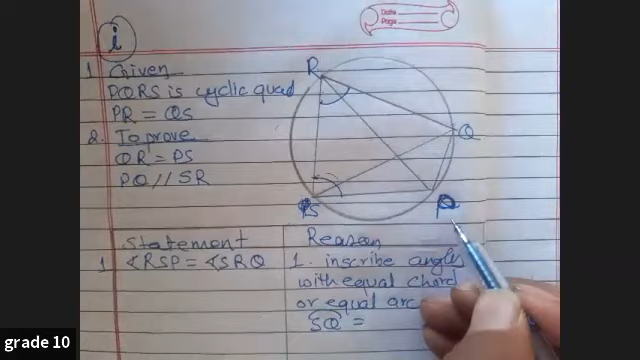 i
Date
Page
1 Given
PQRS is cyclic quad
PR = QS
2. To prove
QR = PS
PQ // SR
R
Q
S
P
Statement
Reason
1 ∢RSP = ∢SRQ
1. inscribe angles
with equal chord
or equal arc
SQ =
grade 10